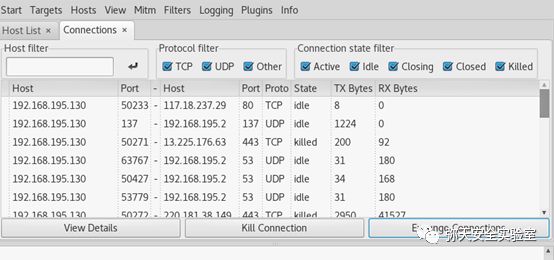 Start Targets Hosts View Mitm Filters Logging Plugins Info
Host List × Connections ×
Host filter Protocol filter Connection state filter
TCP UDP Other Active Idle Closing Closed Killed
Host Port - Host Port Proto State TX Bytes RX Bytes
192.168.195.130 50233 - 117.18.237.29 80 TCP idle 8 0
192.168.195.130 137 - 192.168.195.2 137 UDP idle 1224 0
192.168.195.130 50271 - 13.225.176.63 443 TCP killed 200 92
192.168.195.130 63767 - 192.168.195.2 53 UDP idle 31 180
192.168.195.130 50427 - 192.168.195.2 53 UDP idle 34 168
192.168.195.130 53779 - 192.168.195.2 53 UDP idle 31 180
192.168.195.130 50272 - 220.181.38.149 443 TCP killed 2950 41527
View Details Kill Connection Connections
安全实验室